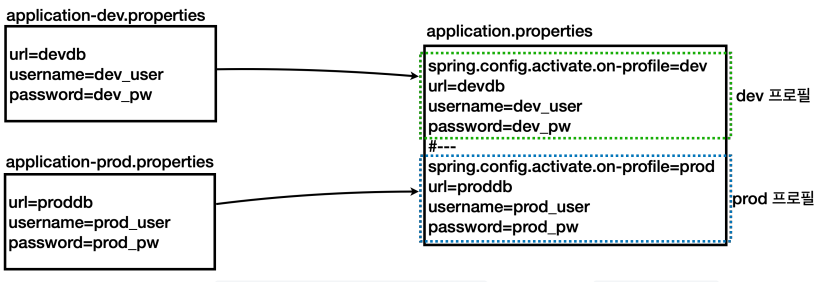 application-dev.properties
url=devdb
username=dev_user
password=dev_pw
application-prod.properties
url=proddb
username=prod_user
password=prod_pw
application.properties
spring.config.activate.on-profile=dev
url=devdb
username=dev_user
password=dev_pw
#---
spring.config.activate.on-profile=prod
url=proddb
username=prod_user
password=prod_pw
dev 프로필
prod 프로필